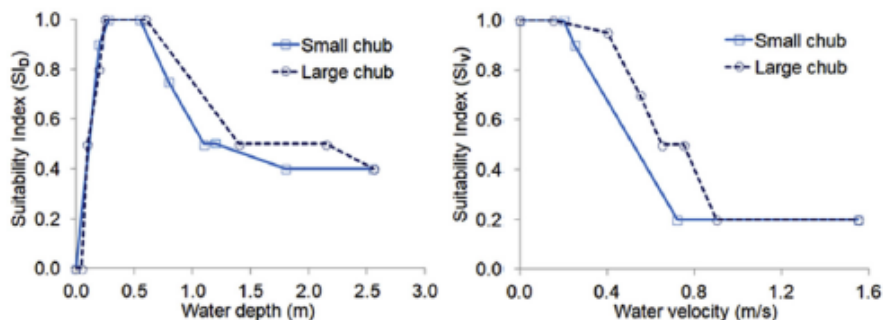 1.0
0.8
0.6
0.4
0.2
0.0
Suitability Index (SI_D)
Small chub
Large chub
0.0 0.5 1.0 1.5 2.0 2.5 3.0
Water depth (m)
1.0
0.8
0.6
0.4
0.2
0.0
Suitability Index (SI_V)
Small chub
Large chub
0.0 0.4 0.8 1.2 1.6
Water velocity (m/s)